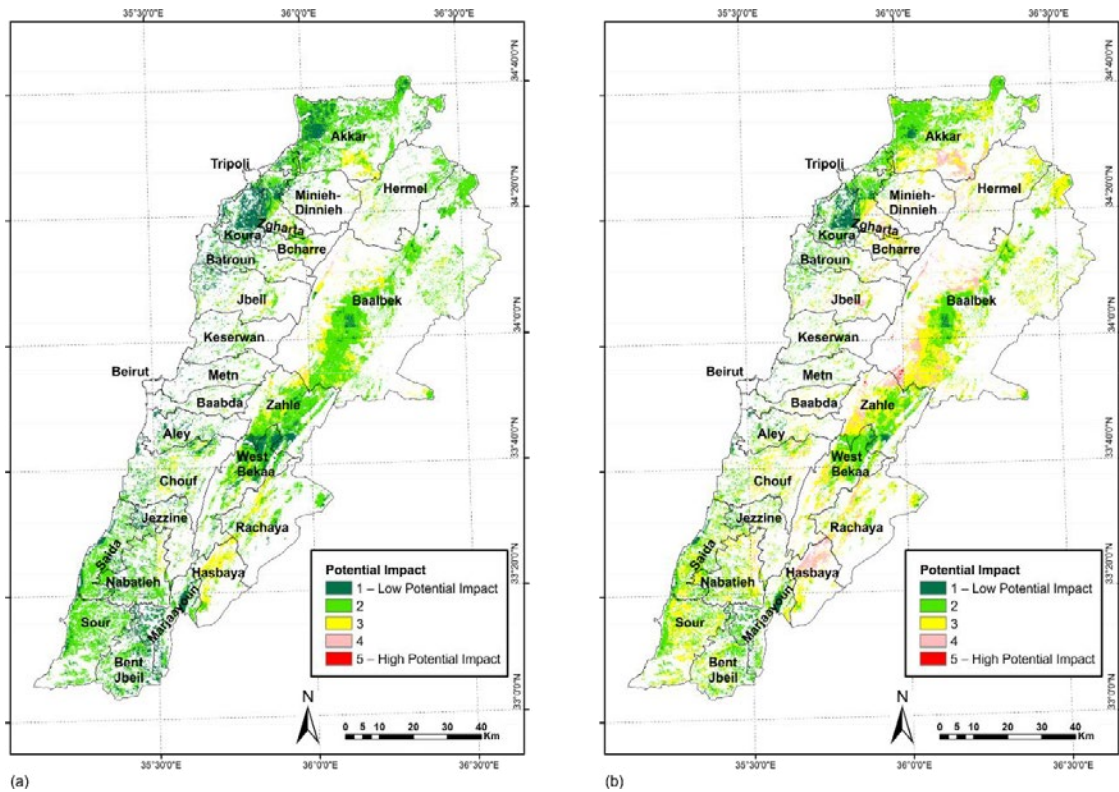 35°30'0"E 36°0'0"E 36°30'0"E
34°40'0"N
34°20'0"N
34°0'0"N
33°40'0"N
33°20'0"N
33°0'0"N
Akkar
Tripoli
Hermel
Minieh-
Dinnieh
Zgharta
Koura
Bcharre
Batroun
Jbeil
Baalbek
Keserwan
Beirut
Metn
Baabda
Zahle
Aley
West
Bekaa
Chouf
Jezzine
Rachaya
Saida
Hasbaya
Nabatieh
Marjaayoun
Sour
Bent
Jbeil
Potential Impact
1 – Low Potential Impact
2
3
4
5 – High Potential Impact
N
0 5 10 20 30 40
Km
35°30'0"E 36°0'0"E 36°30'0"E
(a)
35°30'0"E 36°0'0"E 36°30'0"E
34°40'0"N
34°20'0"N
34°0'0"N
33°40'0"N
33°20'0"N
33°0'0"N
Akkar
Tripoli
Hermel
Minieh-
Dinnieh
Zgharta
Koura
Bcharre
Batroun
Jbeil
Baalbek
Keserwan
Beirut
Metn
Baabda
Zahle
Aley
West
Bekaa
Chouf
Jezzine
Rachaya
Saida
Hasbaya
Nabatieh
Marjaayoun
Sour
Bent
Jbeil
Potential Impact
1 – Low Potential Impact
2
3
4
5 – High Potential Impact
N
0 5 10 20 30 40
Km
35°30'0"E 36°0'0"E 36°30'0"E
(b)